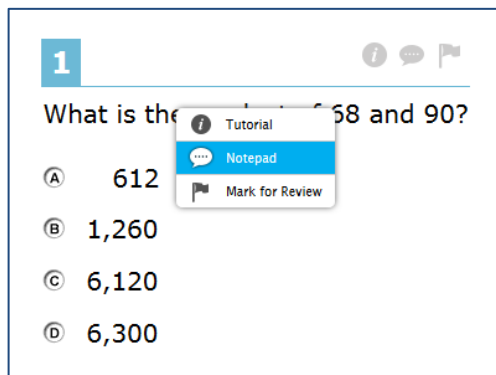 1
What is the of 68 and 90?
Tutorial
Notepad
Mark for Review
A 612
B 1,260
C 6,120
D 6,300